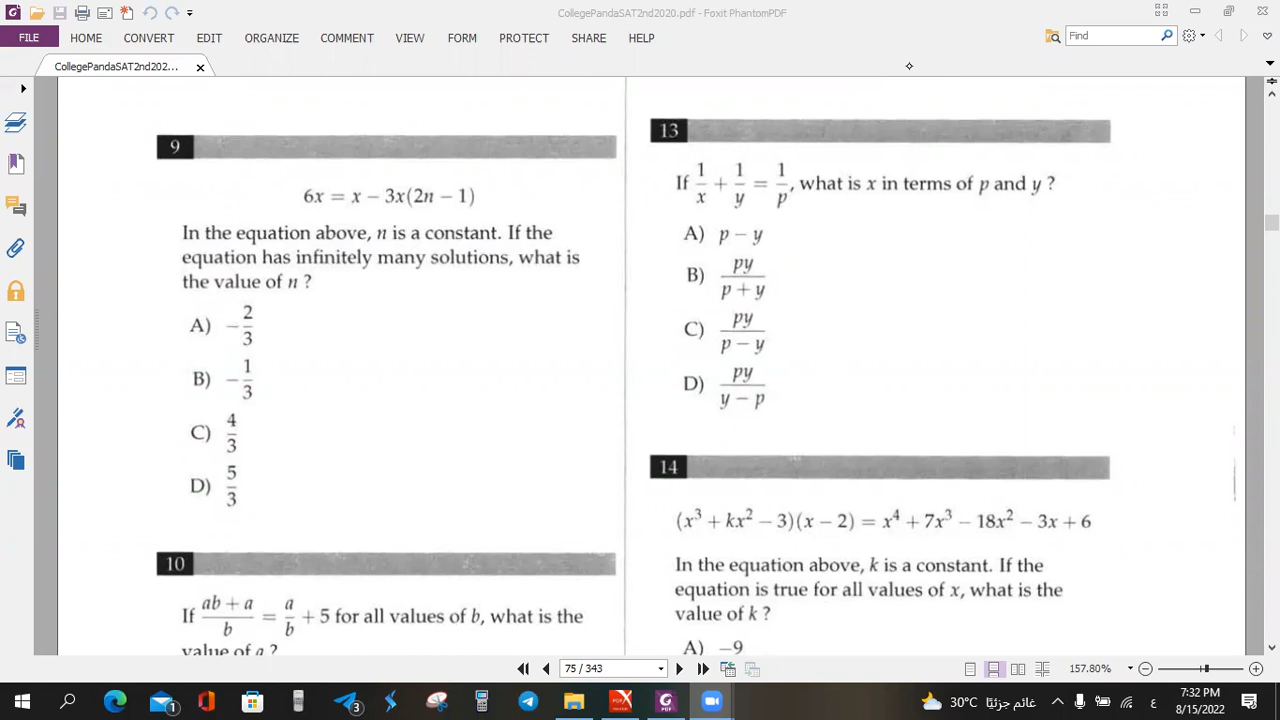 CollegePandaSAT2nd2020.pdf - Foxit PhantomPDF
FILE HOME CONVERT EDIT ORGANIZE COMMENT VIEW FORM PROTECT SHARE HELP
Find
CollegePandaSAT2nd202... x
9
6x = x − 3x(2n − 1)
In the equation above, n is a constant. If the
equation has infinitely many solutions, what is
the value of n ?
A) −2/3
B) −1/3
C) 4/3
D) 5/3
10
If (ab + a)/b = a/b + 5 for all values of b, what is the
value of a ?
13
If 1/x + 1/y = 1/p, what is x in terms of p and y ?
A) p − y
B) py/(p + y)
C) py/(p − y)
D) py/(y − p)
14
(x³ + kx² − 3)(x − 2) = x⁴ + 7x³ − 18x² − 3x + 6
In the equation above, k is a constant. If the
equation is true for all values of x, what is the
value of k ?
A) −9
75 / 343
157.80%
1
3
30°C غائم جزئيًا
ع
7:32 PM
8/15/2022